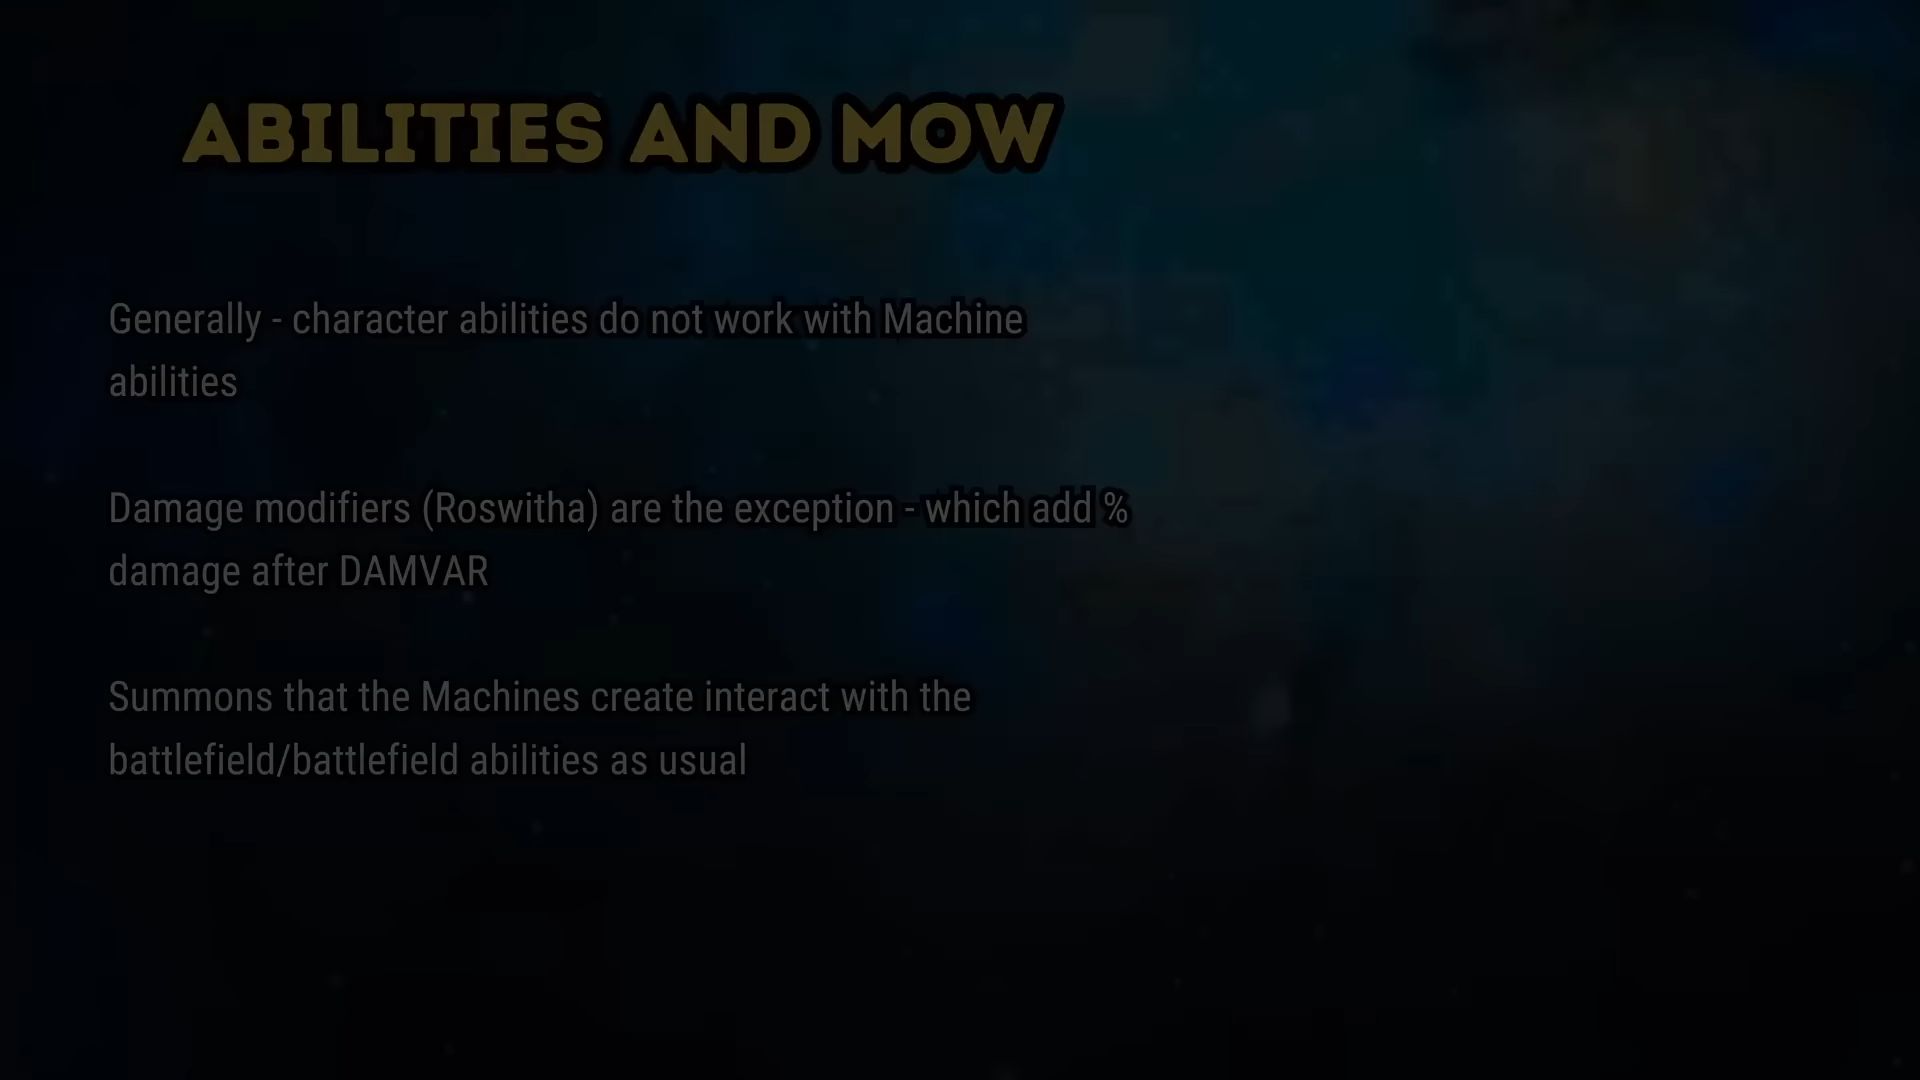 ABILITIES AND MOW
Generally - character abilities do not work with Machine
abilities
Damage modifiers (Roswitha) are the exception - which add %
damage after DAMVAR
Summons that the Machines create interact with the
battlefield/battlefield abilities as usual